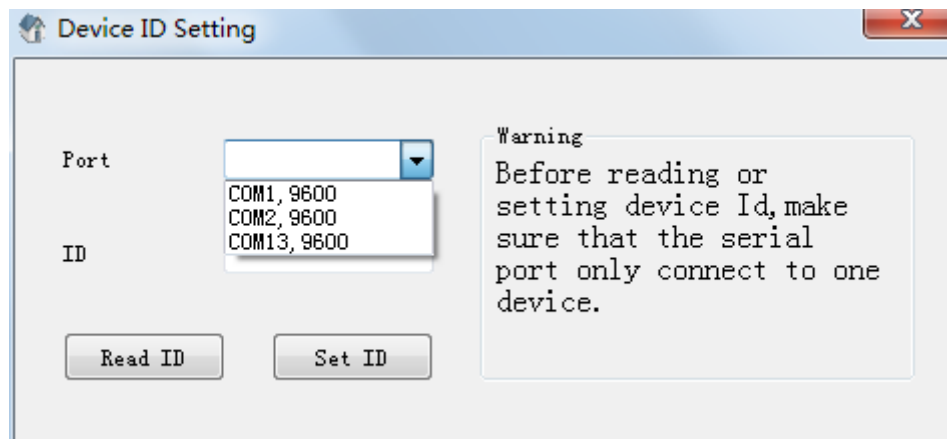 Device ID Setting
Port
COM1, 9600
COM2, 9600
COM13, 9600
ID
Read ID
Set ID
Warning
Before reading or
setting device Id,make
sure that the serial
port only connect to one
device.